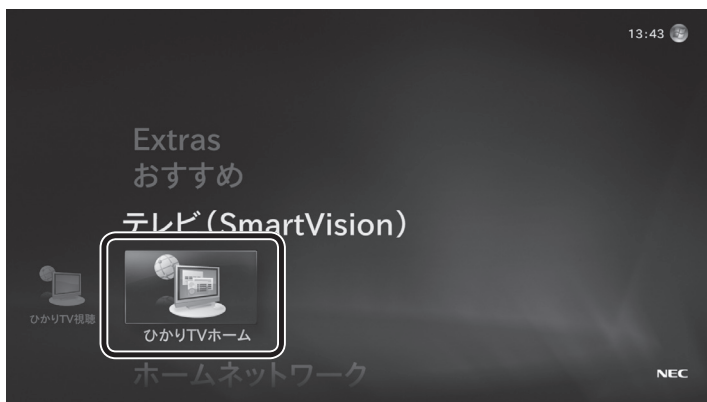 13:43
Extras
おすすめ
テレビ（SmartVision）
ひかりTV視聴
ひかりTVホーム
ホームネットワーク
NEC